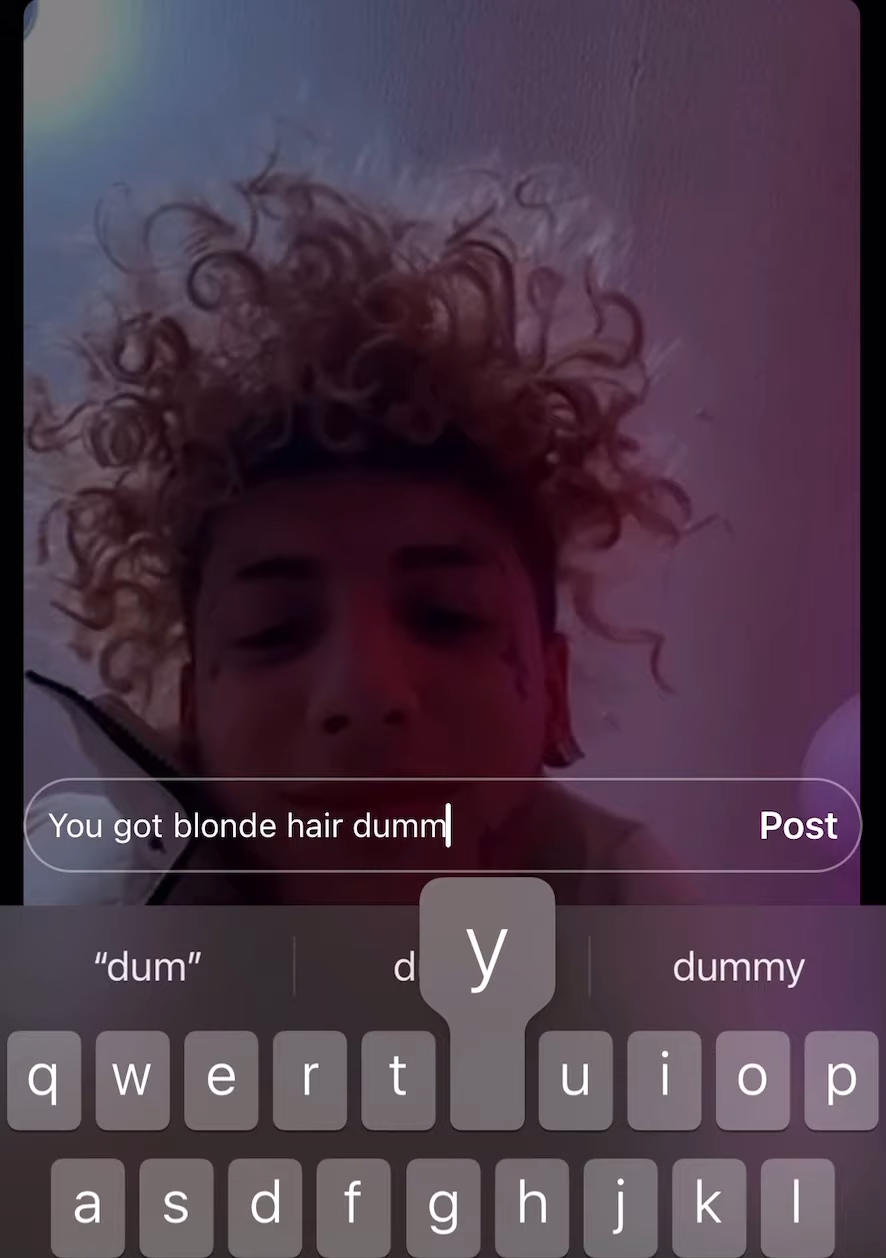 You got blonde hair dumm
Post
“dum”
d
dummy
y
q w e r t u i o p
a s d f g h j k l